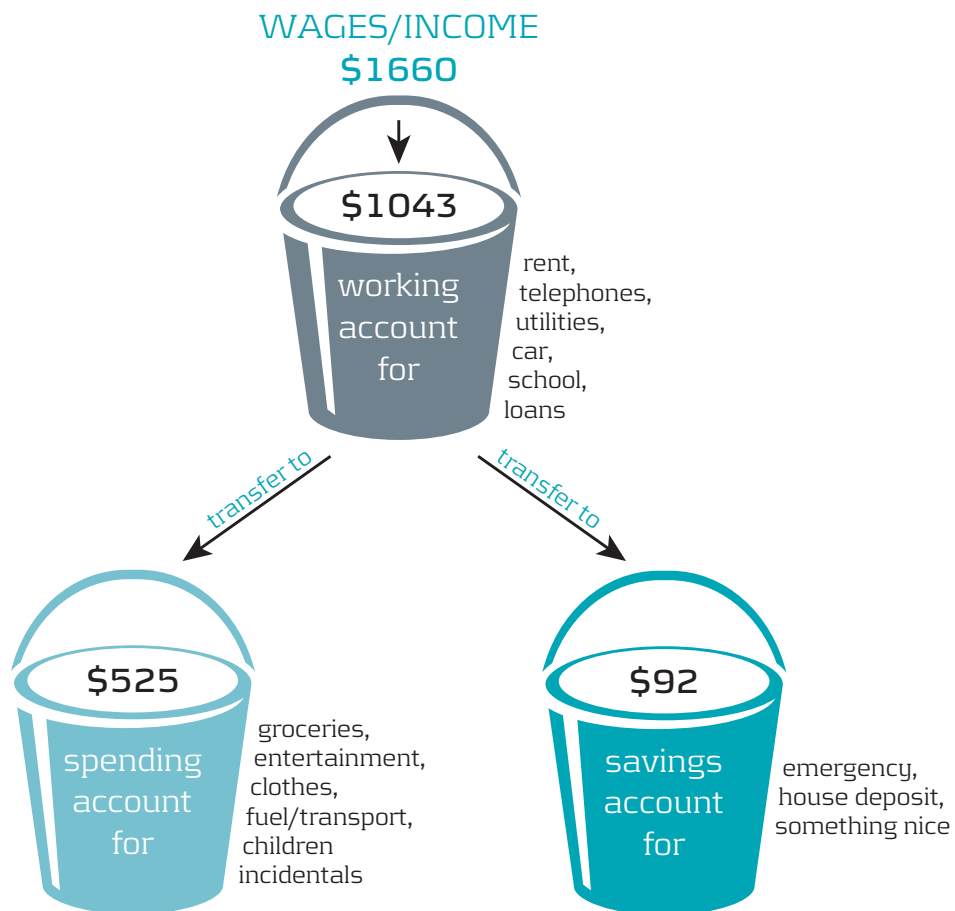 WAGES/INCOME
$1660
$1043
working
account
for
rent,
telephones,
utilities,
car,
school,
loans
transfer to
transfer to
$525
spending
account
for
groceries,
entertainment,
clothes,
fuel/transport,
children
incidentals
$92
savings
account
for
emergency,
house deposit,
something nice